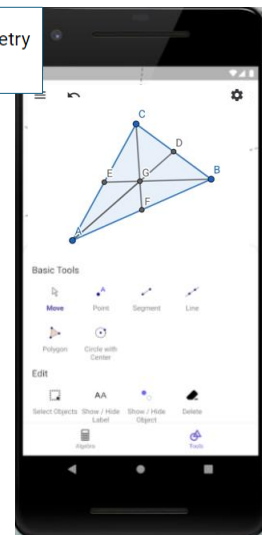 etry
C
D
E
G
B
F
A
Basic Tools
Move
Point
Segment
Line
Polygon
Circle with
Center
Edit
Select Objects
Show / Hide
Label
Show / Hide
Object
Delete
Algebra
Tools